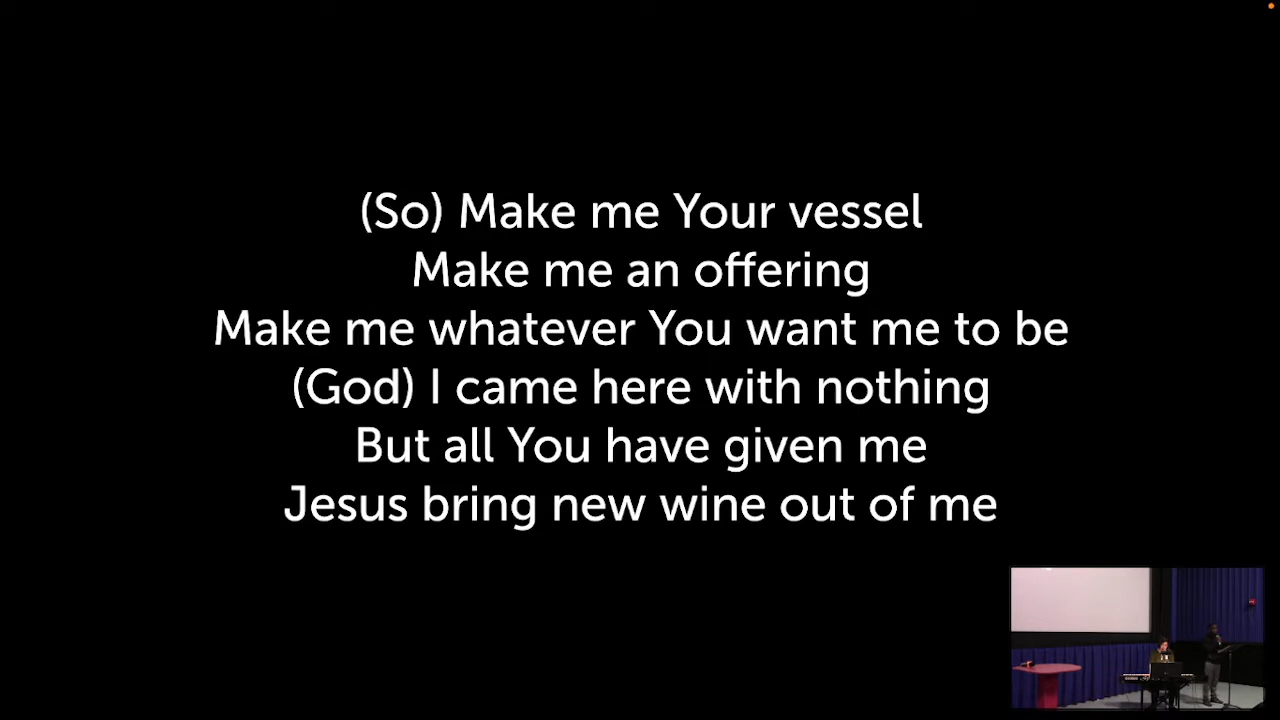 (So) Make me Your vessel
Make me an offering
Make me whatever You want me to be
(God) I came here with nothing
But all You have given me
Jesus bring new wine out of me